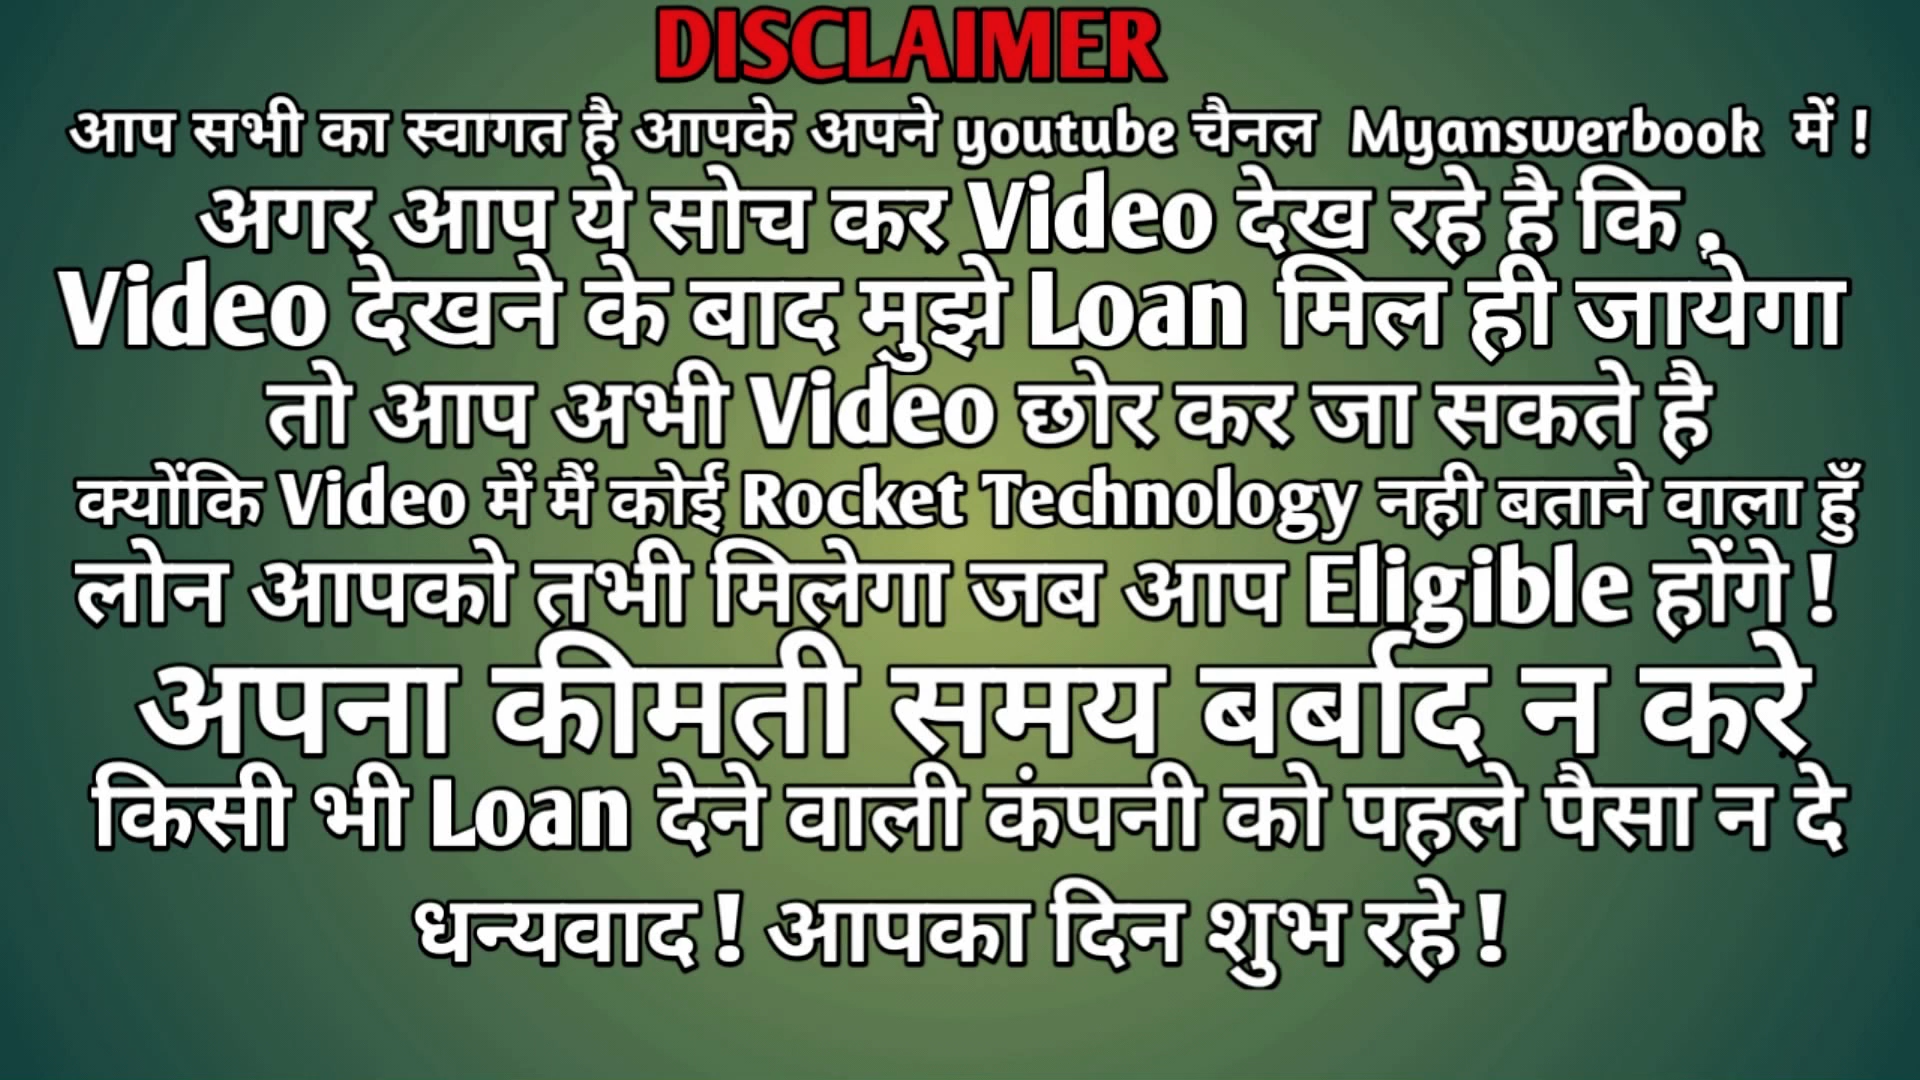 DISCLAIMER
आप सभी का स्वागत है आपके अपने youtube चैनल Myanswerbook में !
अगर आप ये सोच कर Video देख रहे है कि ,
Video देखने के बाद मुझे Loan मिल ही जायेगा
तो आप अभी Video छोर कर जा सकते है
क्योंकि Video में मैं कोई Rocket Technology नही बताने वाला हुँ
लोन आपको तभी मिलेगा जब आप Eligible होंगे !
अपना कीमती समय बर्बाद न करे
किसी भी Loan देने वाली कंपनी को पहले पैसा न दे
धन्यवाद ! आपका दिन शुभ रहे !